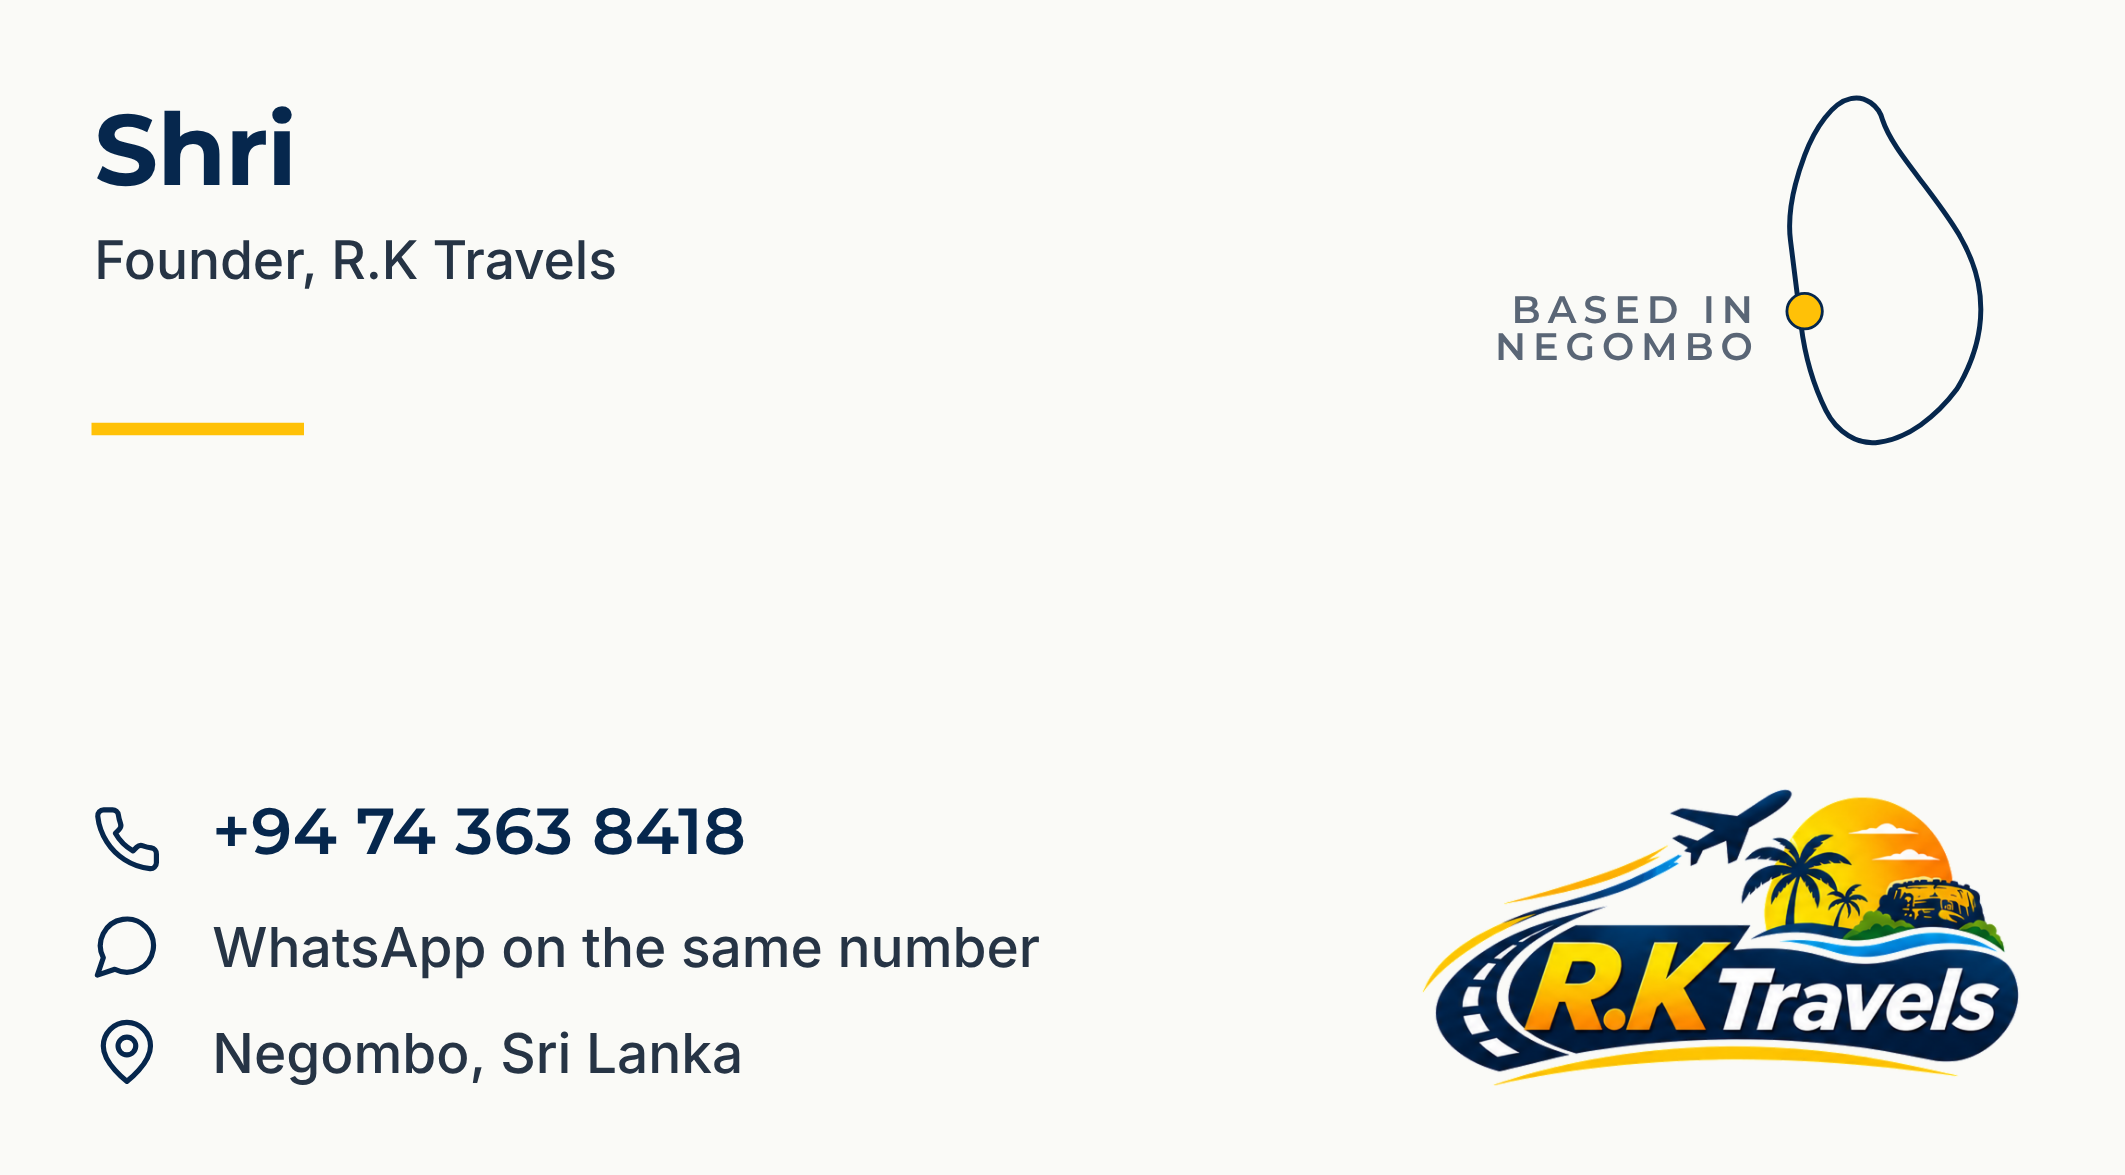 Shri
Founder, R.K Travels
BASED IN
NEGOMBO
+94 74 363 8418
WhatsApp on the same number
Negombo, Sri Lanka
R.K Travels